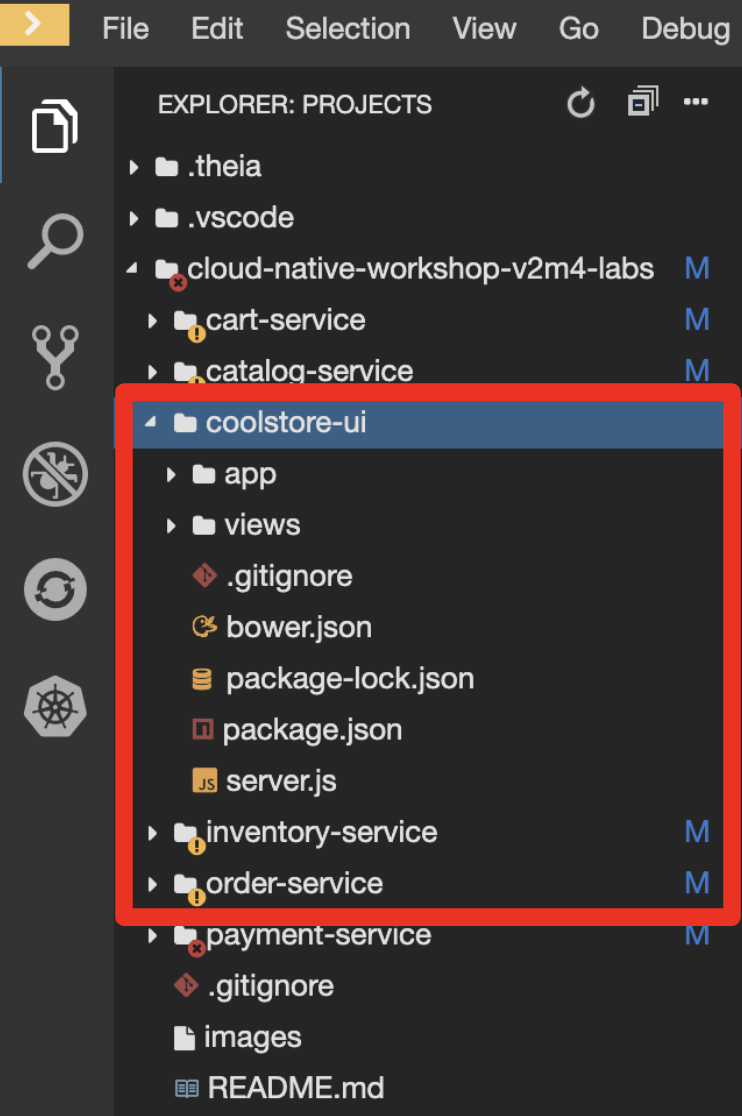 File Edit Selection View Go Debug
EXPLORER: PROJECTS
.theia
.vscode
cloud-native-workshop-v2m4-labs M
cart-service M
catalog-service M
coolstore-ui
app
views
.gitignore
bower.json
package-lock.json
package.json
JS server.js
inventory-service M
order-service M
payment-service M
.gitignore
images
README.md